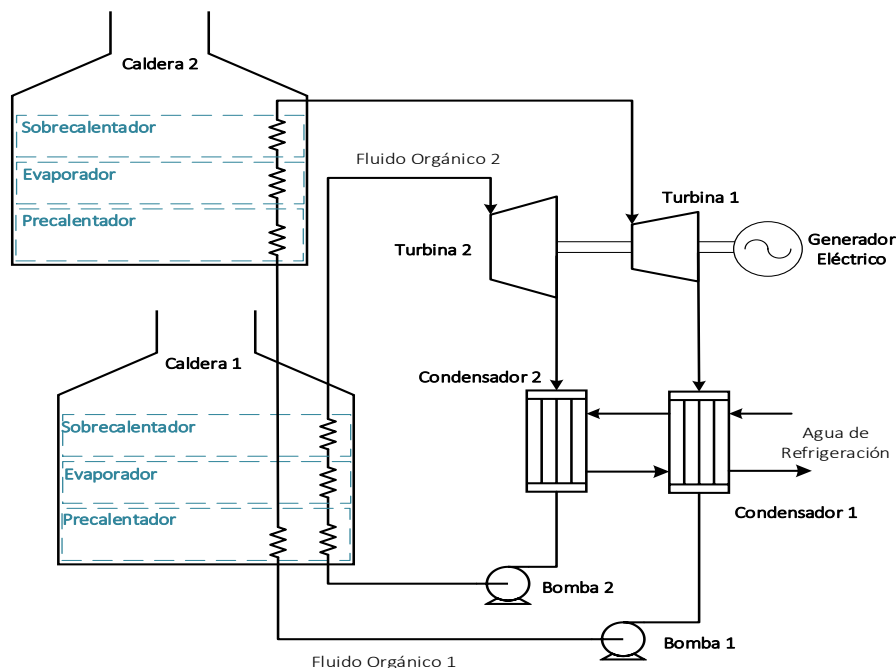 Caldera 2
Sobrecalentador
Evaporador
Precalentador
Fluido Orgánico 2
Turbina 1
Turbina 2
Generador
Eléctrico
Caldera 1
Condensador 2
Sobrecalentador
Evaporador
Precalentador
Agua de
Refrigeración
Condensador 1
Bomba 2
Bomba 1
Fluido Orgánico 1